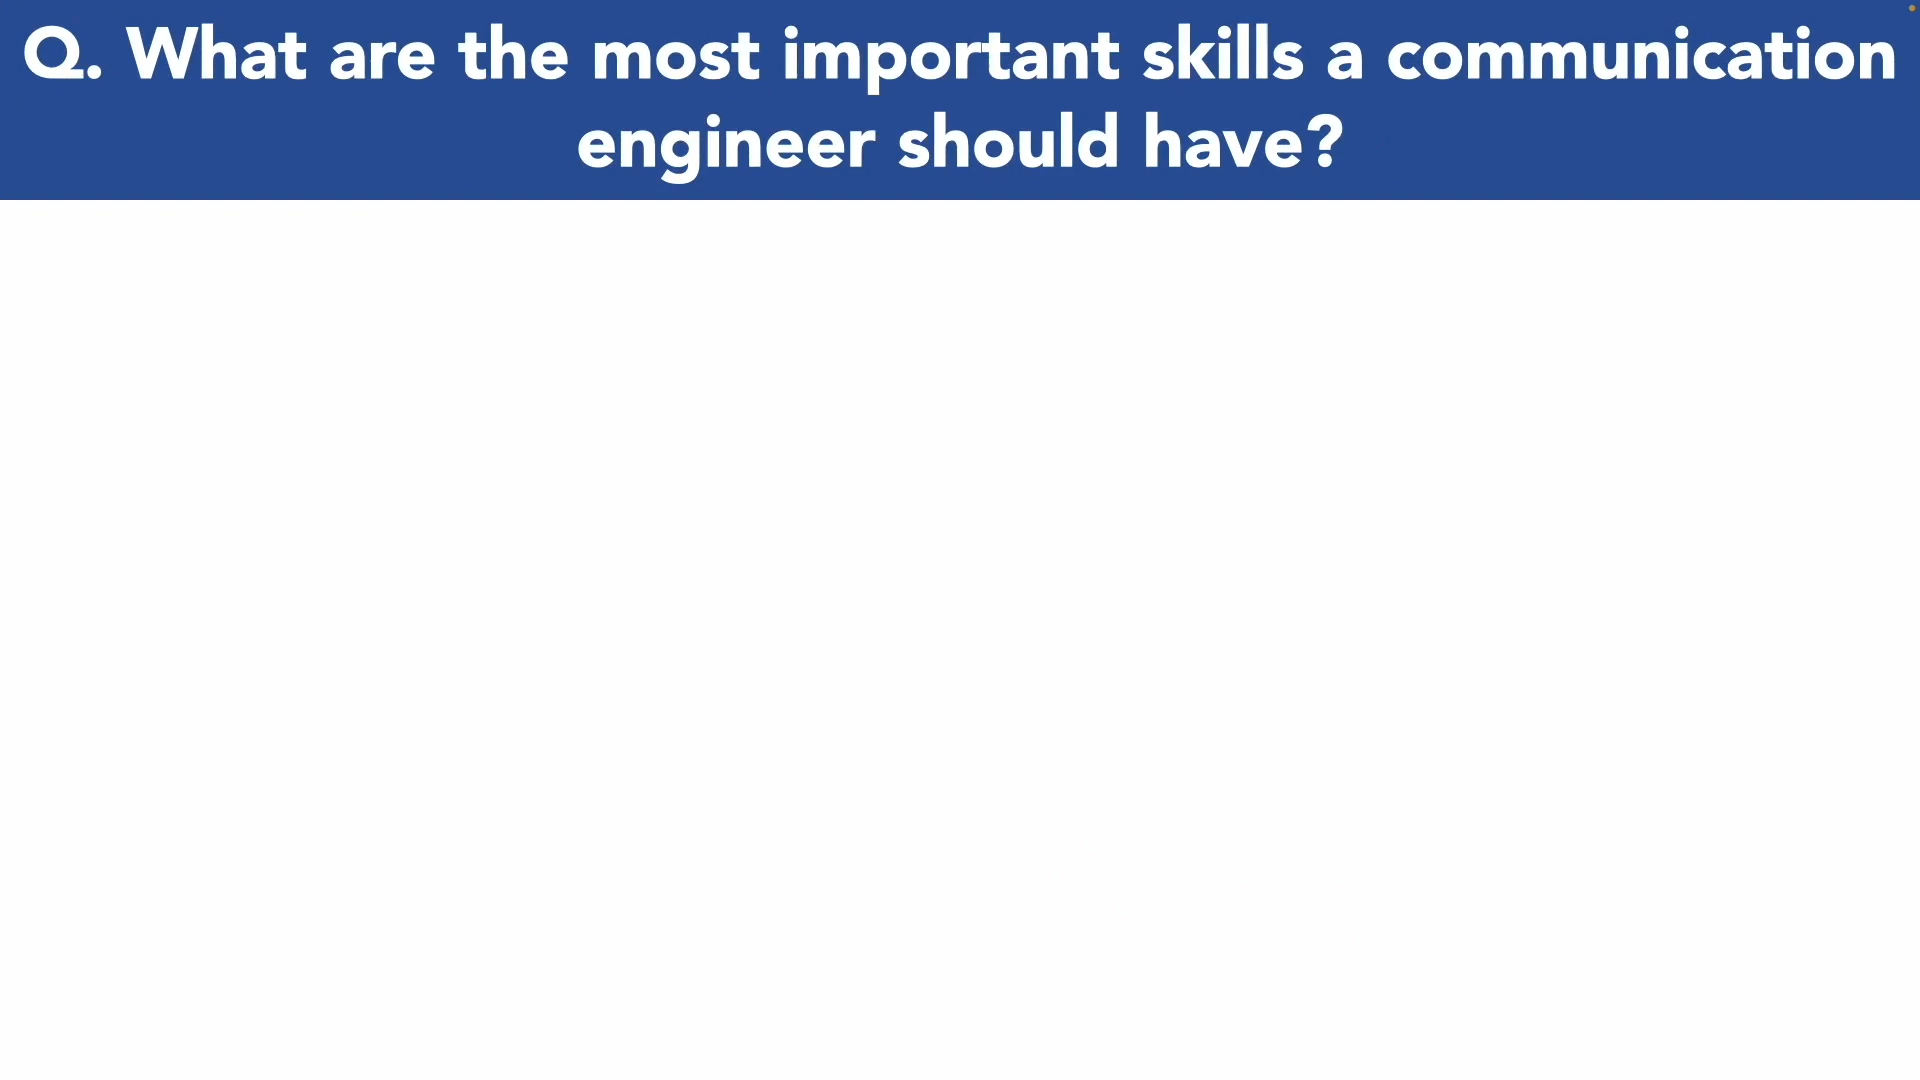 Q. What are the most important skills a communication
engineer should have?